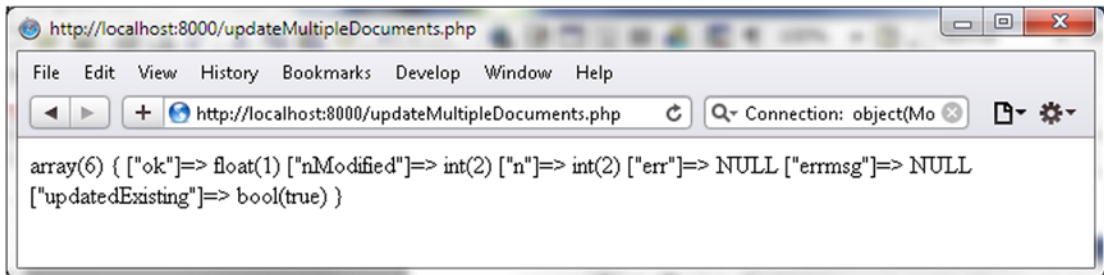 http://localhost:8000/updateMultipleDocuments.php
File Edit View History Bookmarks Develop Window Help
http://localhost:8000/updateMultipleDocuments.php Connection: object(Mo
array(6) { ["ok"]=> float(1) ["nModified"]=> int(2) ["n"]=> int(2) ["err"]=> NULL ["errmsg"]=> NULL
["updatedExisting"]=> bool(true) }